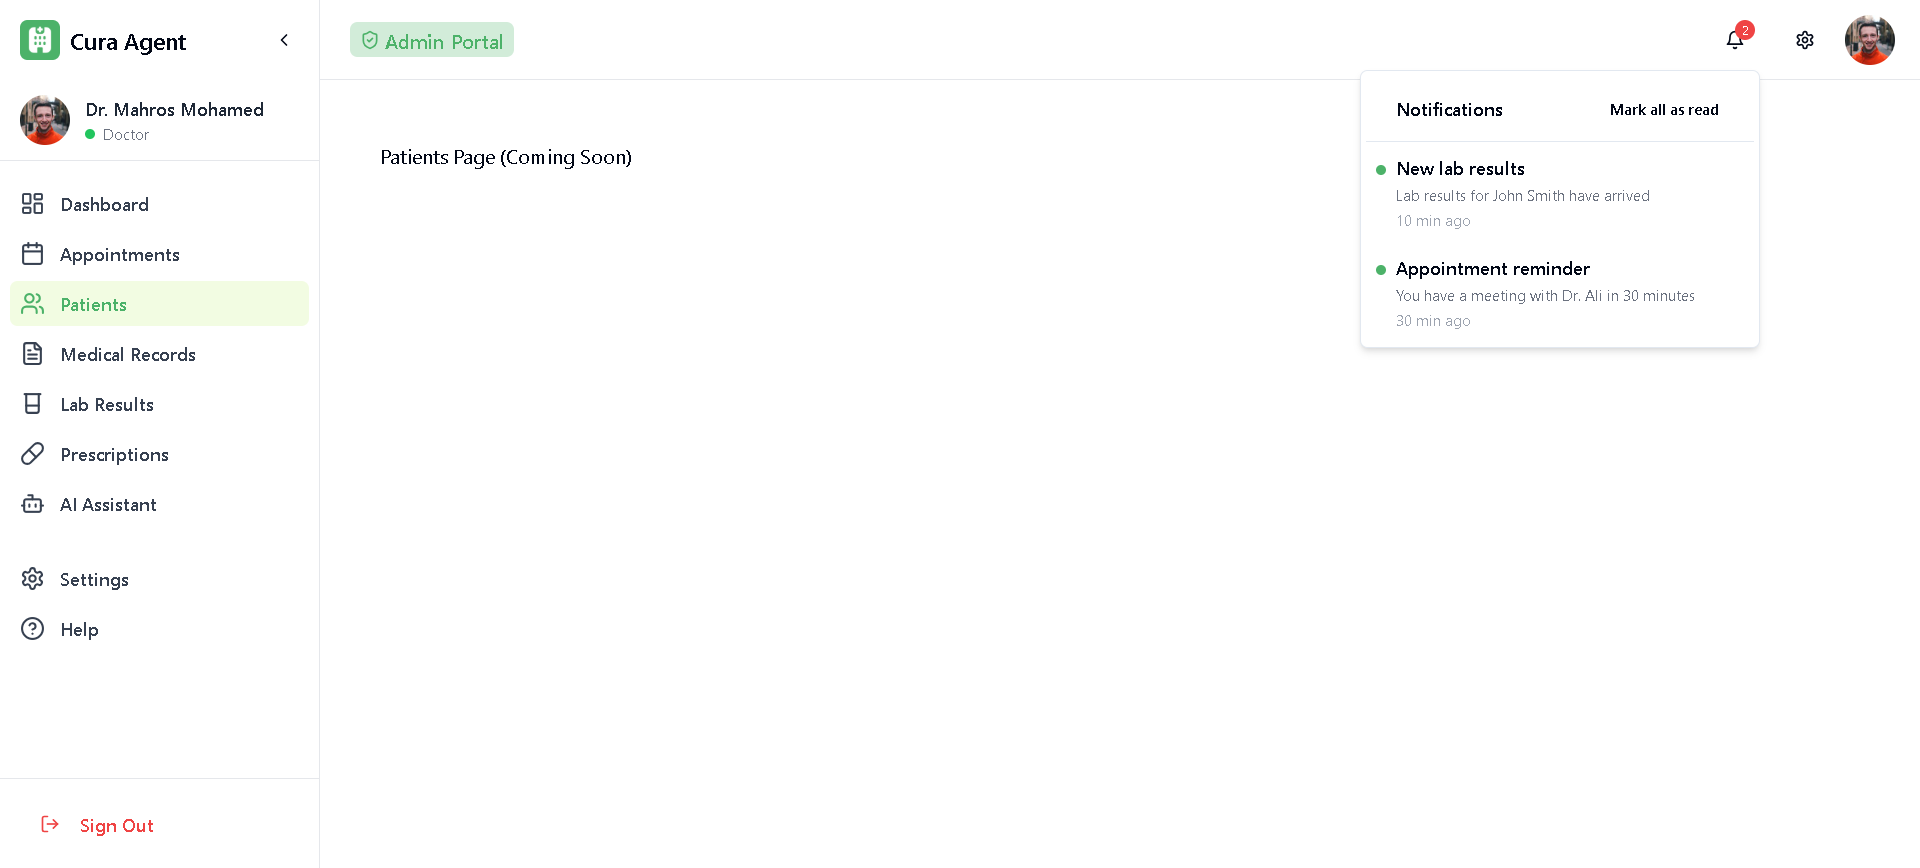 Cura Agent
Dr. Mahros Mohamed
Doctor
Dashboard
Appointments
Patients
Medical Records
Lab Results
Prescriptions
AI Assistant
Settings
Help
Sign Out
Admin Portal
2
Patients Page (Coming Soon)
Notifications
Mark all as read
New lab results
Lab results for John Smith have arrived
10 min ago
Appointment reminder
You have a meeting with Dr. Ali in 30 minutes
30 min ago